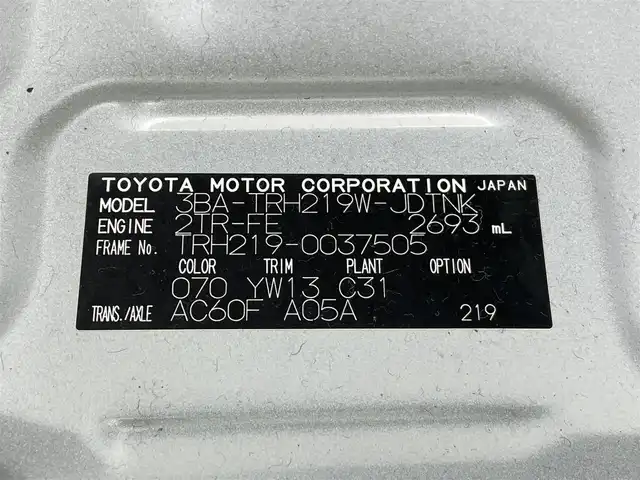 TOYOTA MOTOR CORPORATION JAPAN
MODEL 3BA-TRH219W-JDTNK
ENGINE 2TR-FE 2693 mL
FRAME No. TRH219-0037505
COLOR TRIM PLANT OPTION
070 YW13 C31
TRANS./AXLE AC60F A05A 219